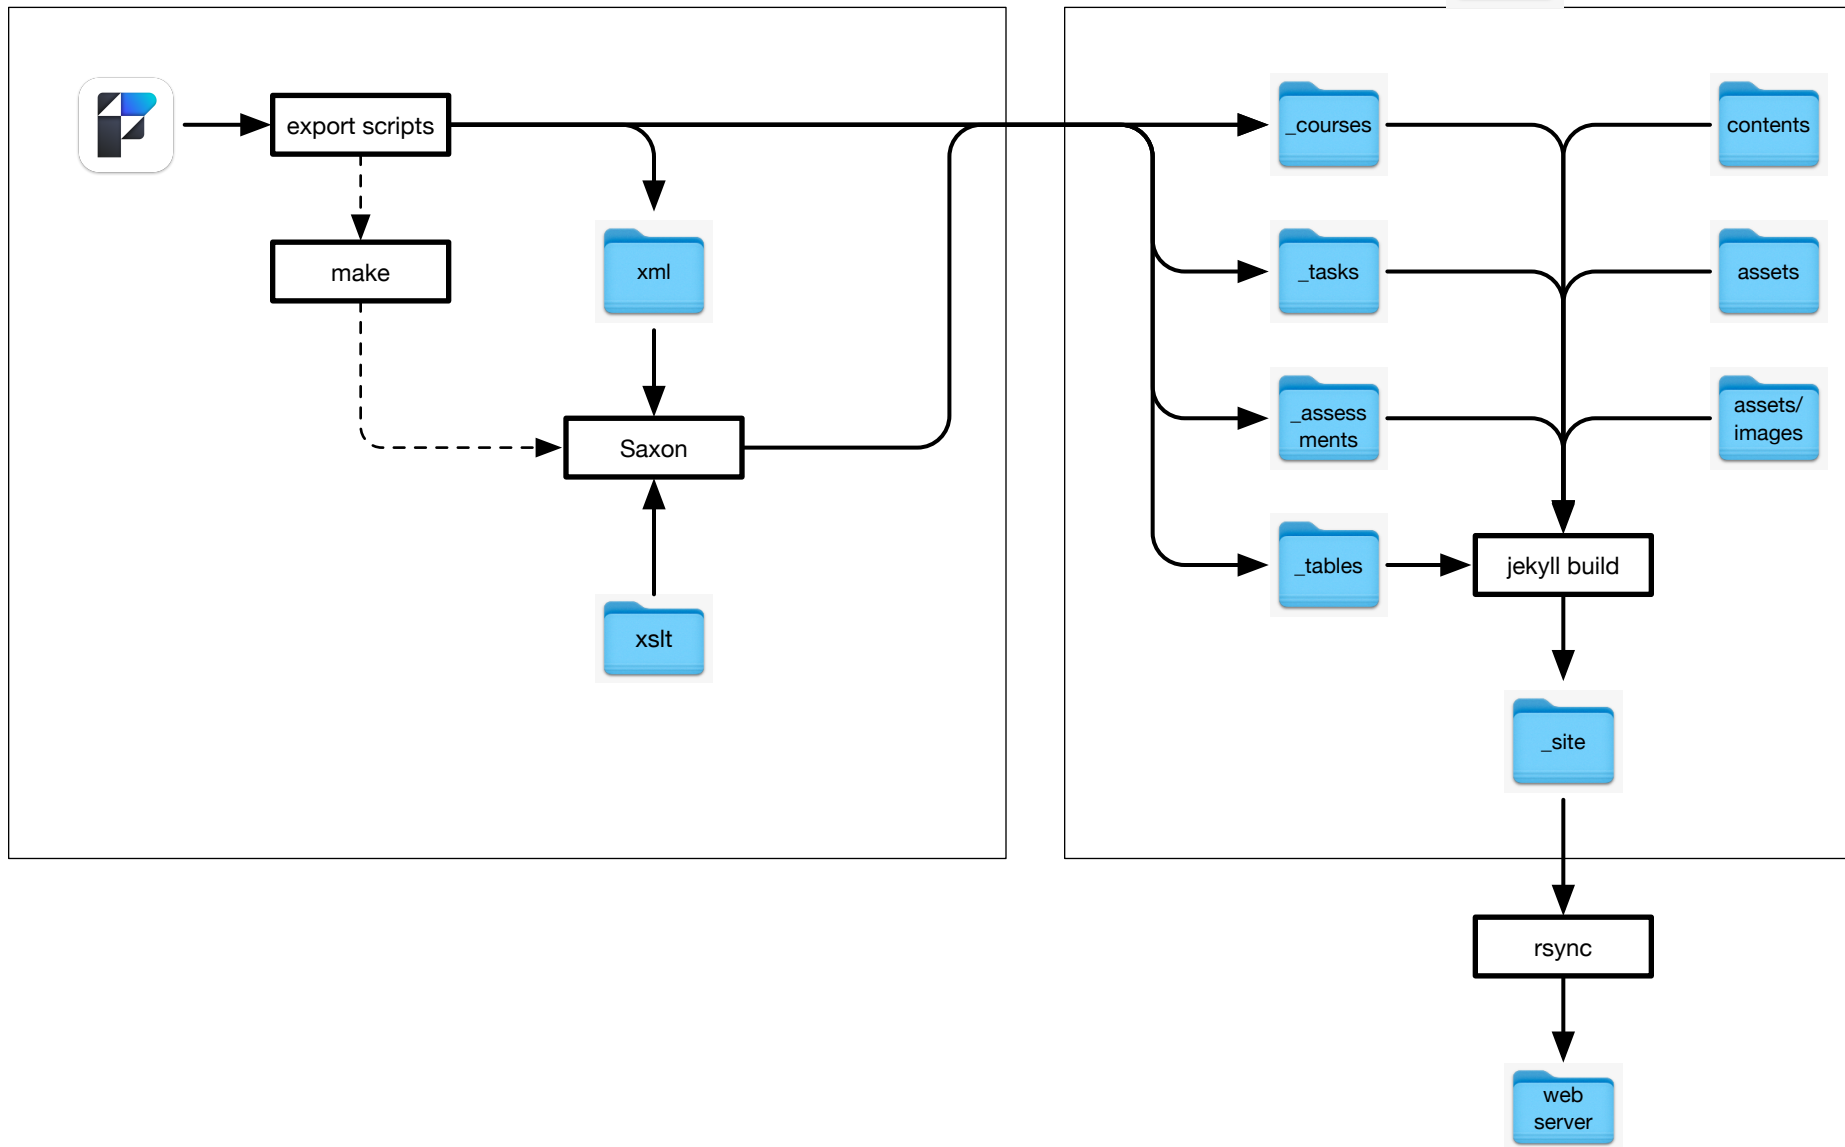 export scripts
_courses
contents
make
xml
_tasks
assets
Saxon
_assess
ments
assets/
images
xslt
_tables
jekyll build
_site
rsync
web
server